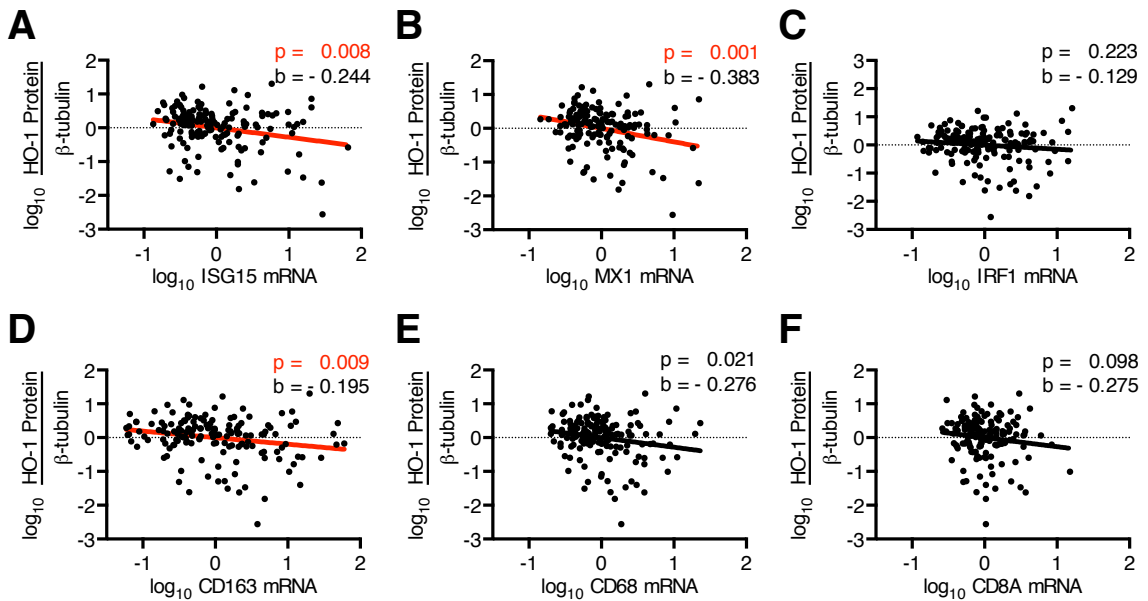 A
p = 0.008
b = - 0.244
log10 HO-1 Protein
β-tubulin
2
1
0
-1
-2
-3
-1 0 1 2
log10 ISG15 mRNA
B
p = 0.001
b = - 0.383
log10 HO-1 Protein
β-tubulin
2
1
0
-1
-2
-3
-1 0 1 2
log10 MX1 mRNA
C
p = 0.223
b = - 0.129
log10 HO-1 Protein
β-tubulin
3
2
1
0
-1
-2
-3
-1 0 1 2
log10 IRF1 mRNA
D
p = 0.009
b = - 0.195
log10 HO-1 Protein
β-tubulin
2
1
0
-1
-2
-3
-1 0 1 2
log10 CD163 mRNA
E
p = 0.021
b = - 0.276
log10 HO-1 Protein
β-tubulin
2
1
0
-1
-2
-3
-1 0 1 2
log10 CD68 mRNA
F
p = 0.098
b = - 0.275
log10 HO-1 Protein
β-tubulin
2
1
0
-1
-2
-3
-1 0 1 2
log10 CD8A mRNA